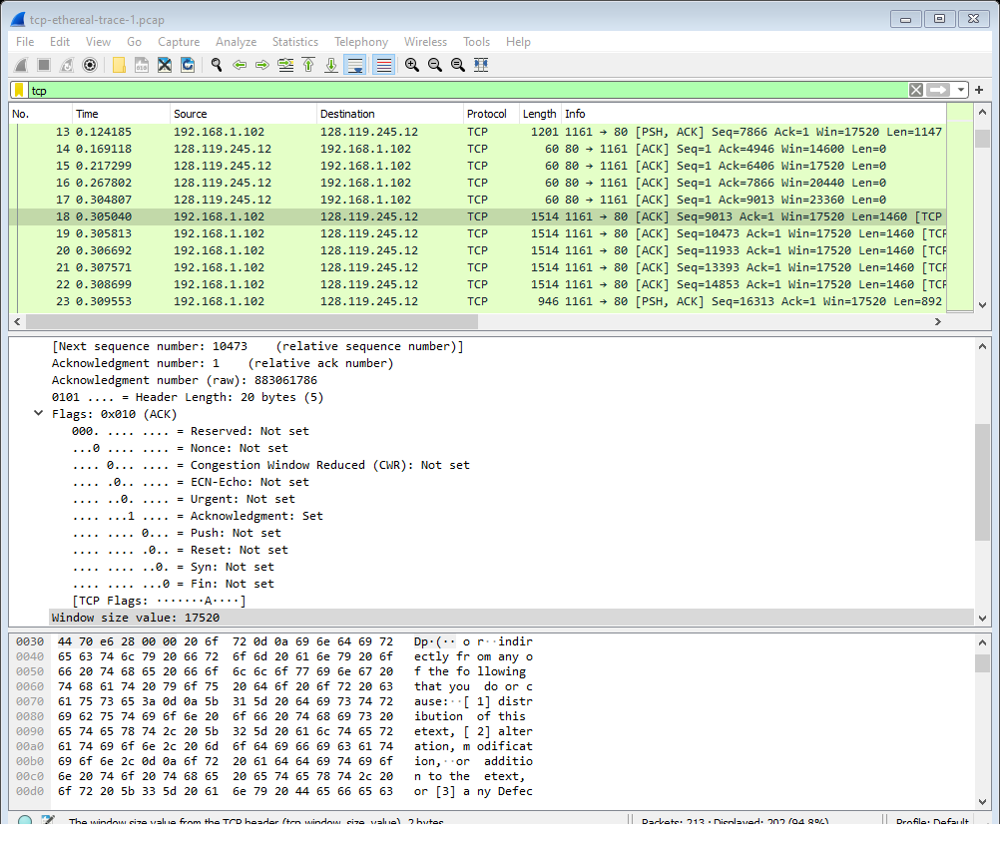 tcp-ethereal-trace-1.pcap
File Edit View Go Capture Analyze Statistics Telephony Wireless Tools Help
tcp
No. Time Source Destination Protocol Length Info
13 0.124185 192.168.1.102 128.119.245.12 TCP 1201 1161 → 80 [PSH, ACK] Seq=7866 Ack=1 Win=17520 Len=1147
14 0.169118 128.119.245.12 192.168.1.102 TCP 60 80 → 1161 [ACK] Seq=1 Ack=4946 Win=14600 Len=0
15 0.217299 128.119.245.12 192.168.1.102 TCP 60 80 → 1161 [ACK] Seq=1 Ack=6406 Win=17520 Len=0
16 0.267802 128.119.245.12 192.168.1.102 TCP 60 80 → 1161 [ACK] Seq=1 Ack=7866 Win=20440 Len=0
17 0.304807 128.119.245.12 192.168.1.102 TCP 60 80 → 1161 [ACK] Seq=1 Ack=9013 Win=23360 Len=0
18 0.305040 192.168.1.102 128.119.245.12 TCP 1514 1161 → 80 [ACK] Seq=9013 Ack=1 Win=17520 Len=1460 [TCP
19 0.305813 192.168.1.102 128.119.245.12 TCP 1514 1161 → 80 [ACK] Seq=10473 Ack=1 Win=17520 Len=1460 [TCP
20 0.306692 192.168.1.102 128.119.245.12 TCP 1514 1161 → 80 [ACK] Seq=11933 Ack=1 Win=17520 Len=1460 [TCP
21 0.307571 192.168.1.102 128.119.245.12 TCP 1514 1161 → 80 [ACK] Seq=13393 Ack=1 Win=17520 Len=1460 [TCP
22 0.308699 192.168.1.102 128.119.245.12 TCP 1514 1161 → 80 [ACK] Seq=14853 Ack=1 Win=17520 Len=1460 [TCP
23 0.309553 192.168.1.102 128.119.245.12 TCP 946 1161 → 80 [PSH, ACK] Seq=16313 Ack=1 Win=17520 Len=892
[Next sequence number: 10473 (relative sequence number)]
Acknowledgment number: 1 (relative ack number)
Acknowledgment number (raw): 883061786
0101 .... = Header Length: 20 bytes (5)
Flags: 0x010 (ACK)
000. .... .... = Reserved: Not set
...0 .... .... = Nonce: Not set
.... 0... .... = Congestion Window Reduced (CWR): Not set
.... .0.. .... = ECN-Echo: Not set
.... ..0. .... = Urgent: Not set
.... ...1 .... = Acknowledgment: Set
.... .... 0... = Push: Not set
.... .... .0.. = Reset: Not set
.... .... ..0. = Syn: Not set
.... .... ...0 = Fin: Not set
[TCP Flags: ·······A····]
Window size value: 17520
0030 44 70 e6 28 00 00 20 6f 72 0d 0a 69 6e 64 69 72 Dp·(·· o r··indir
0040 65 63 74 6c 79 20 66 72 6f 6d 20 61 6e 79 20 6f ectly fr om any o
0050 66 20 74 68 65 20 66 6f 6c 6c 6f 77 69 6e 67 20 f the fo llowing
0060 74 68 61 74 20 79 6f 75 20 64 6f 20 6f 72 20 63 that you do or c
0070 61 75 73 65 3a 0d 0a 5b 31 5d 20 64 69 73 74 72 ause:··[ 1] distr
0080 69 62 75 74 69 6f 6e 20 6f 66 20 74 68 69 73 20 ibution of this
0090 65 74 65 78 74 2c 20 5b 32 5d 20 61 6c 74 65 72 etext, [ 2] alter
00a0 61 74 69 6f 6e 2c 20 6d 6f 64 69 66 69 63 61 74 ation, m odificat
00b0 69 6f 6e 2c 0d 0a 6f 72 20 61 64 64 69 74 69 6f ion,··or additio
00c0 6e 20 74 6f 20 74 68 65 20 65 74 65 78 74 2c 20 n to the etext,
00d0 6f 72 20 5b 33 5d 20 61 6e 79 20 44 65 66 65 63 or [3] a ny Defec
The window size value from the TCP header (tcp.window_size_value), 2 bytes Packets: 213 · Displayed: 202 (94.8%) Profile: Default